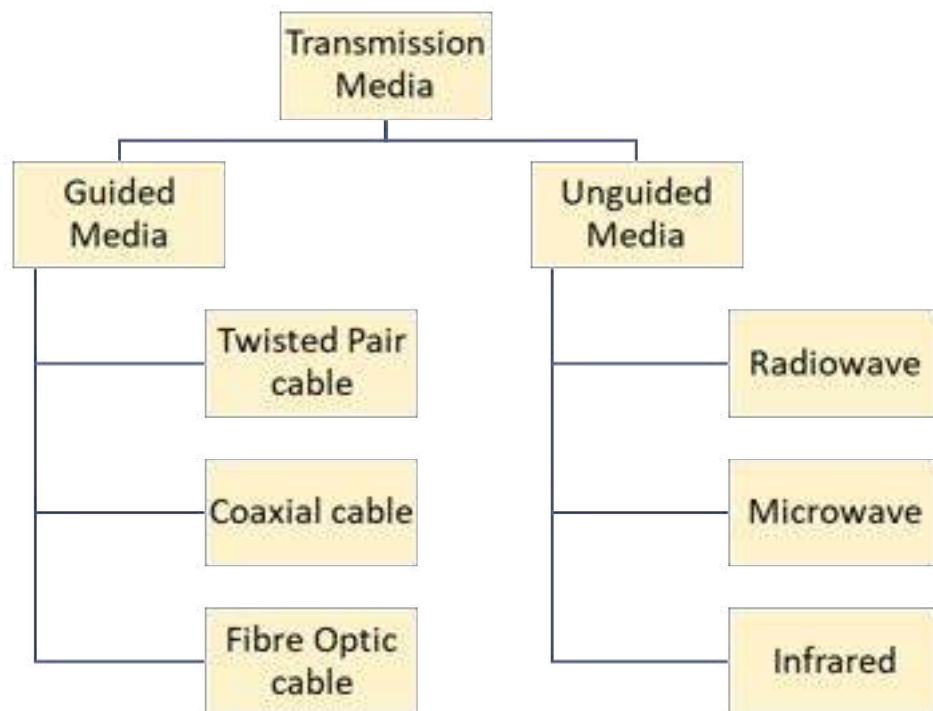 Transmission
Media
Guided
Media
Unguided
Media
Twisted Pair
cable
Coaxial cable
Fibre Optic
cable
Radiowave
Microwave
Infrared